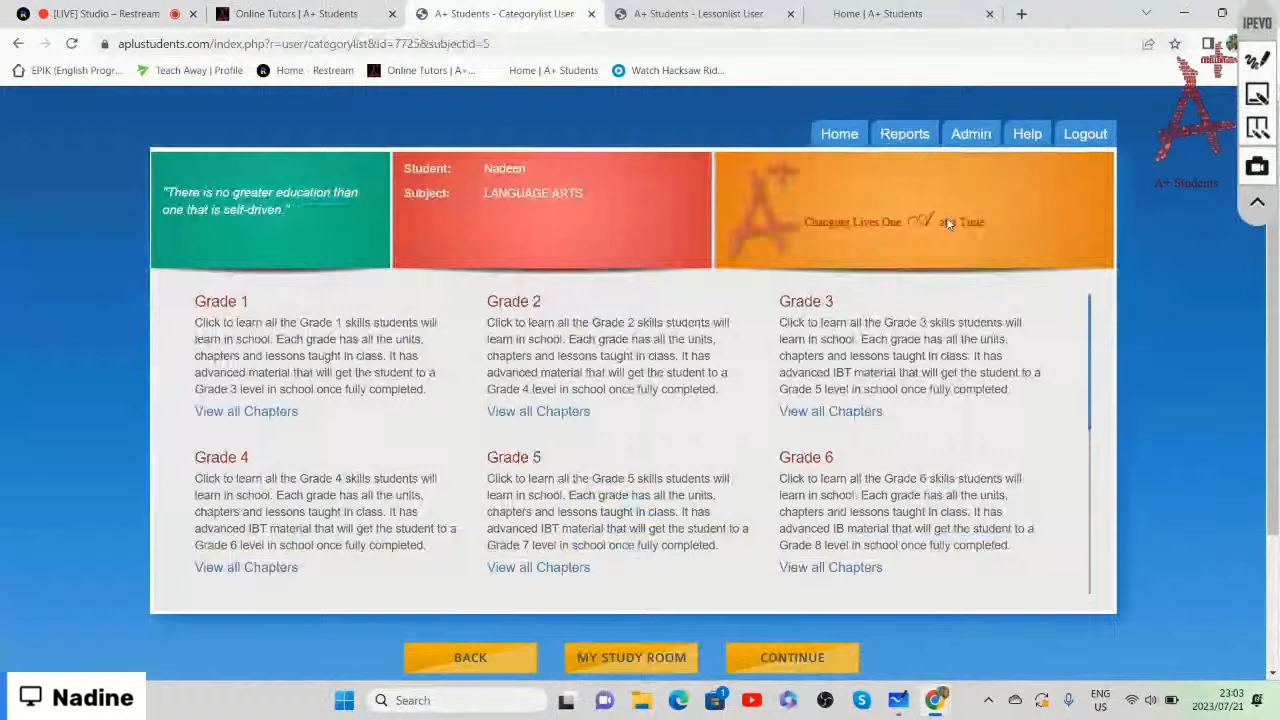 [LIVE] Studio – Restream
Online Tutors | A+ Students
A+ Students - Categorylist User
A+ Students - Lessonlist User
Home | A+ Students
IPEVO
aplustudents.com/index.php?r=user/categorylist&id=7725&subjectid=5
EPIK (English Progr...
Teach Away | Profile
Home - Restream
Online Tutors | A+...
Home | A+ Students
Watch Hacksaw Rid...
A+ Students
Home
Reports
Admin
Help
Logout
"There is no greater education than
one that is self-driven."
Student: Nadeen
Subject: LANGUAGE ARTS
Changing Lives One A at a Time
Grade 1
Click to learn all the Grade 1 skills students will
learn in school. Each grade has all the units,
chapters and lessons taught in class. It has
advanced material that will get the student to a
Grade 3 level in school once fully completed.
View all Chapters
Grade 2
Click to learn all the Grade 2 skills students will
learn in school. Each grade has all the units,
chapters and lessons taught in class. It has
advanced material that will get the student to a
Grade 4 level in school once fully completed.
View all Chapters
Grade 3
Click to learn all the Grade 3 skills students will
learn in school. Each grade has all the units,
chapters and lessons taught in class. It has
advanced IBT material that will get the student to a
Grade 5 level in school once fully completed.
View all Chapters
Grade 4
Click to learn all the Grade 4 skills students will
learn in school. Each grade has all the units,
chapters and lessons taught in class. It has
advanced IBT material that will get the student to a
Grade 6 level in school once fully completed.
View all Chapters
Grade 5
Click to learn all the Grade 5 skills students will
learn in school. Each grade has all the units,
chapters and lessons taught in class. It has
advanced IBT material that will get the student to a
Grade 7 level in school once fully completed.
View all Chapters
Grade 6
Click to learn all the Grade 6 skills students will
learn in school. Each grade has all the units,
chapters and lessons taught in class. It has
advanced IB material that will get the student to a
Grade 8 level in school once fully completed.
View all Chapters
BACK
MY STUDY ROOM
CONTINUE
Nadine
Search
1
ENG
US
23:03
2023/07/21